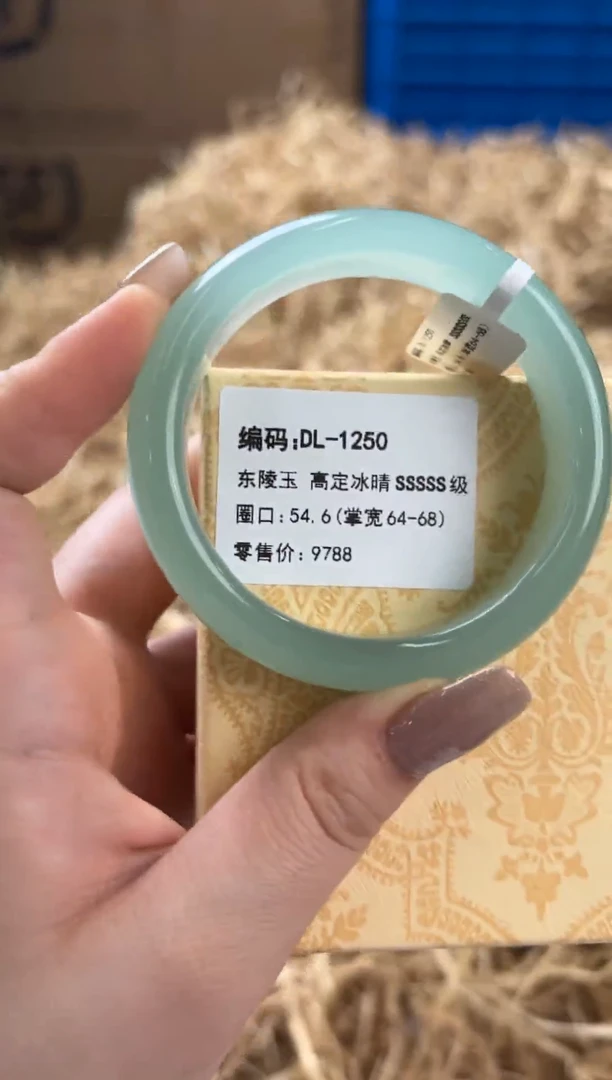 编码:DL-1250
东陵玉 高定冰晴SSSSS级
圈口:54.6(掌宽64-68)
零售价:9788